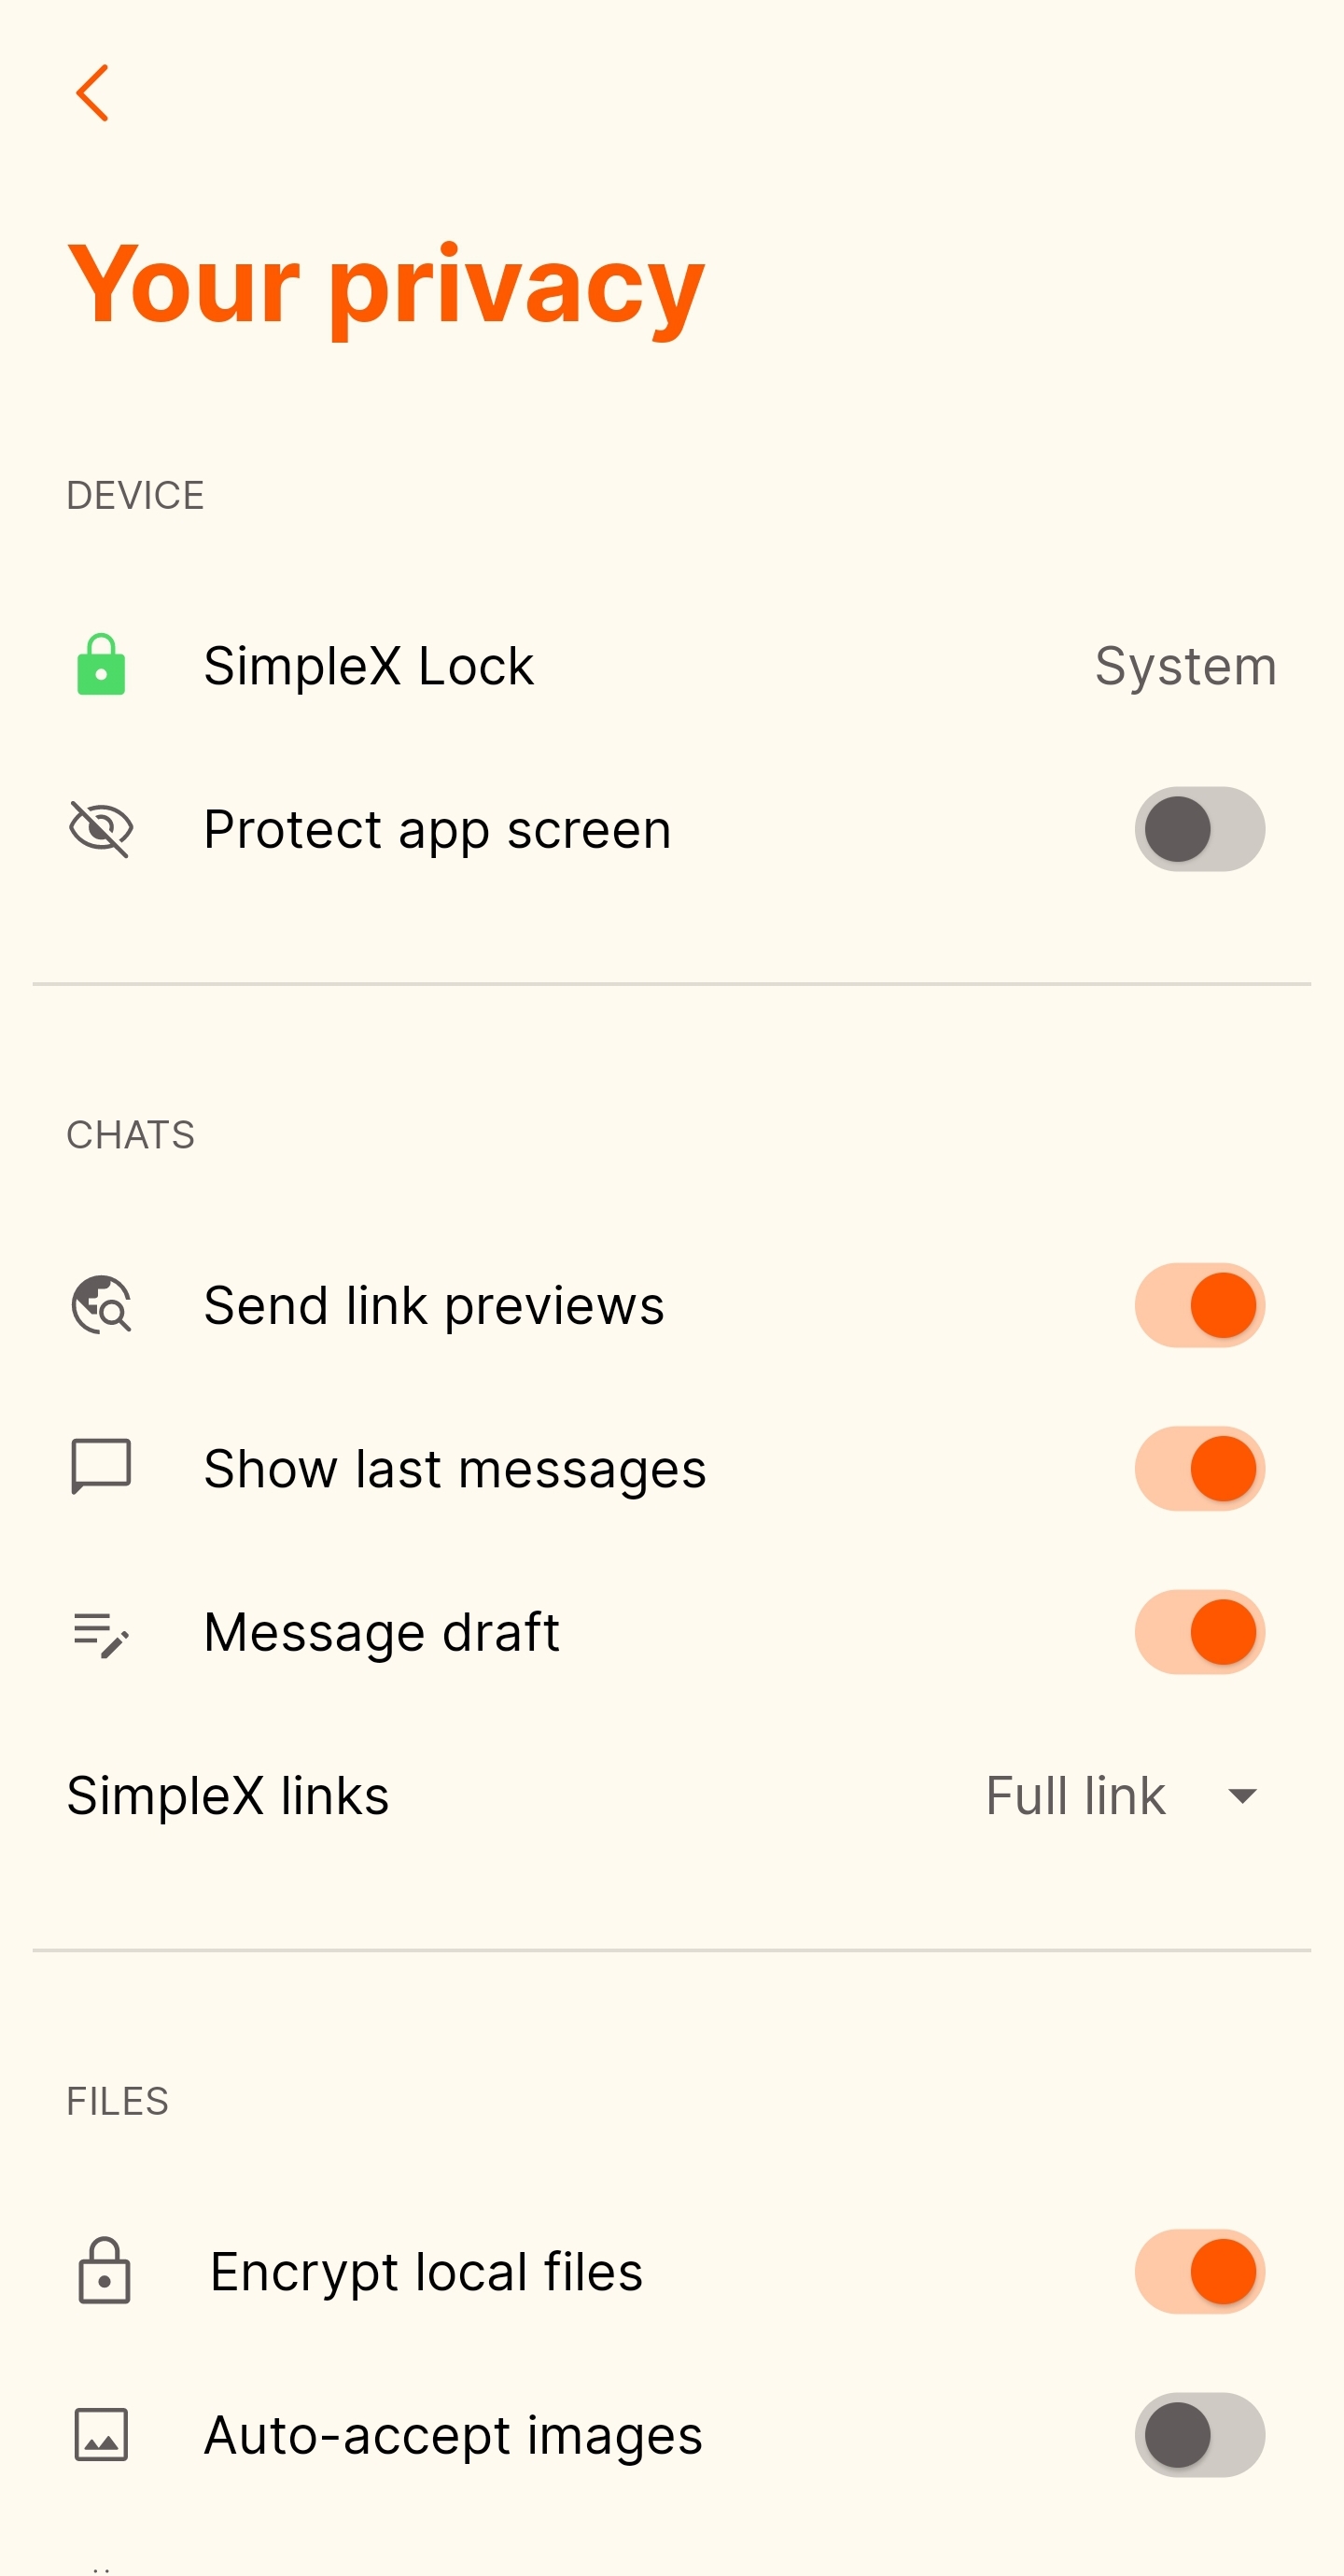 Your privacy
DEVICE
SimpleX Lock System
Protect app screen
CHATS
Send link previews
Show last messages
Message draft
SimpleX links Full link
FILES
Encrypt local files
Auto-accept images